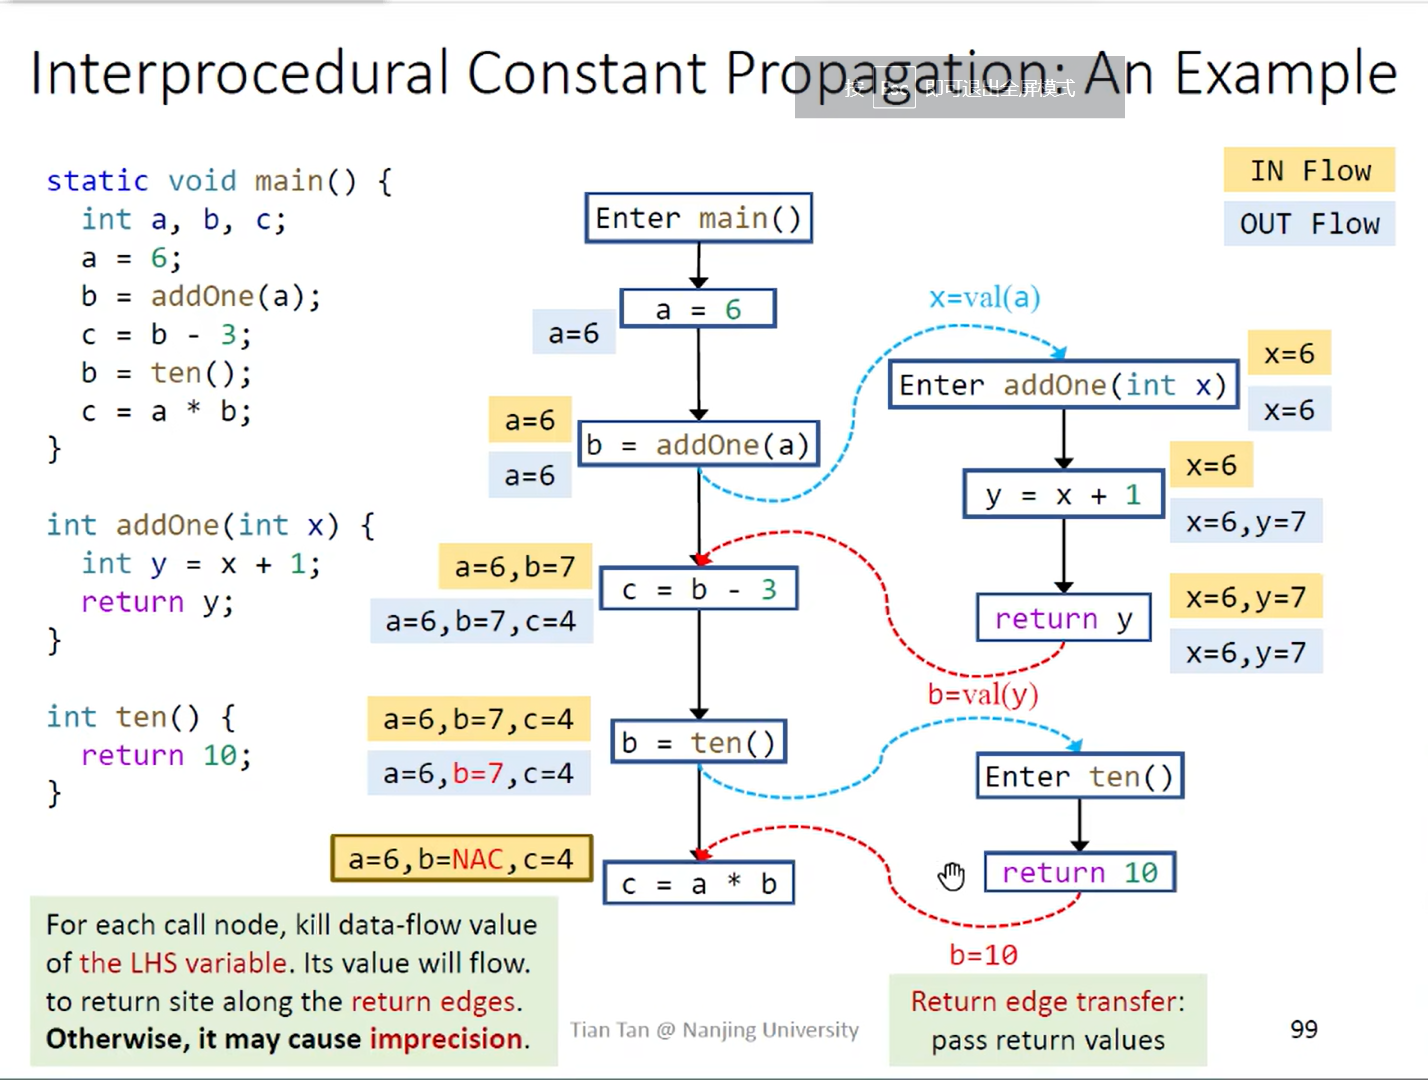 Interprocedural Constant Propagation: An Example
按 Esc 即可退出全屏模式
static void main() {
int a, b, c;
a = 6;
b = addOne(a);
c = b - 3;
b = ten();
c = a * b;
}
int addOne(int x) {
int y = x + 1;
return y;
}
int ten() {
return 10;
}
IN Flow
OUT Flow
Enter main()
a = 6
a=6
a=6
b = addOne(a)
a=6
x=val(a)
Enter addOne(int x)
x=6
x=6
y = x + 1
x=6
x=6,y=7
return y
x=6,y=7
x=6,y=7
b=val(y)
a=6,b=7
c = b - 3
a=6,b=7,c=4
a=6,b=7,c=4
b = ten()
a=6,b=7,c=4
Enter ten()
return 10
b=10
a=6,b=NAC,c=4
c = a * b
For each call node, kill data-flow value
of the LHS variable. Its value will flow.
to return site along the return edges.
Otherwise, it may cause imprecision.
Return edge transfer:
pass return values
Tian Tan @ Nanjing University
99